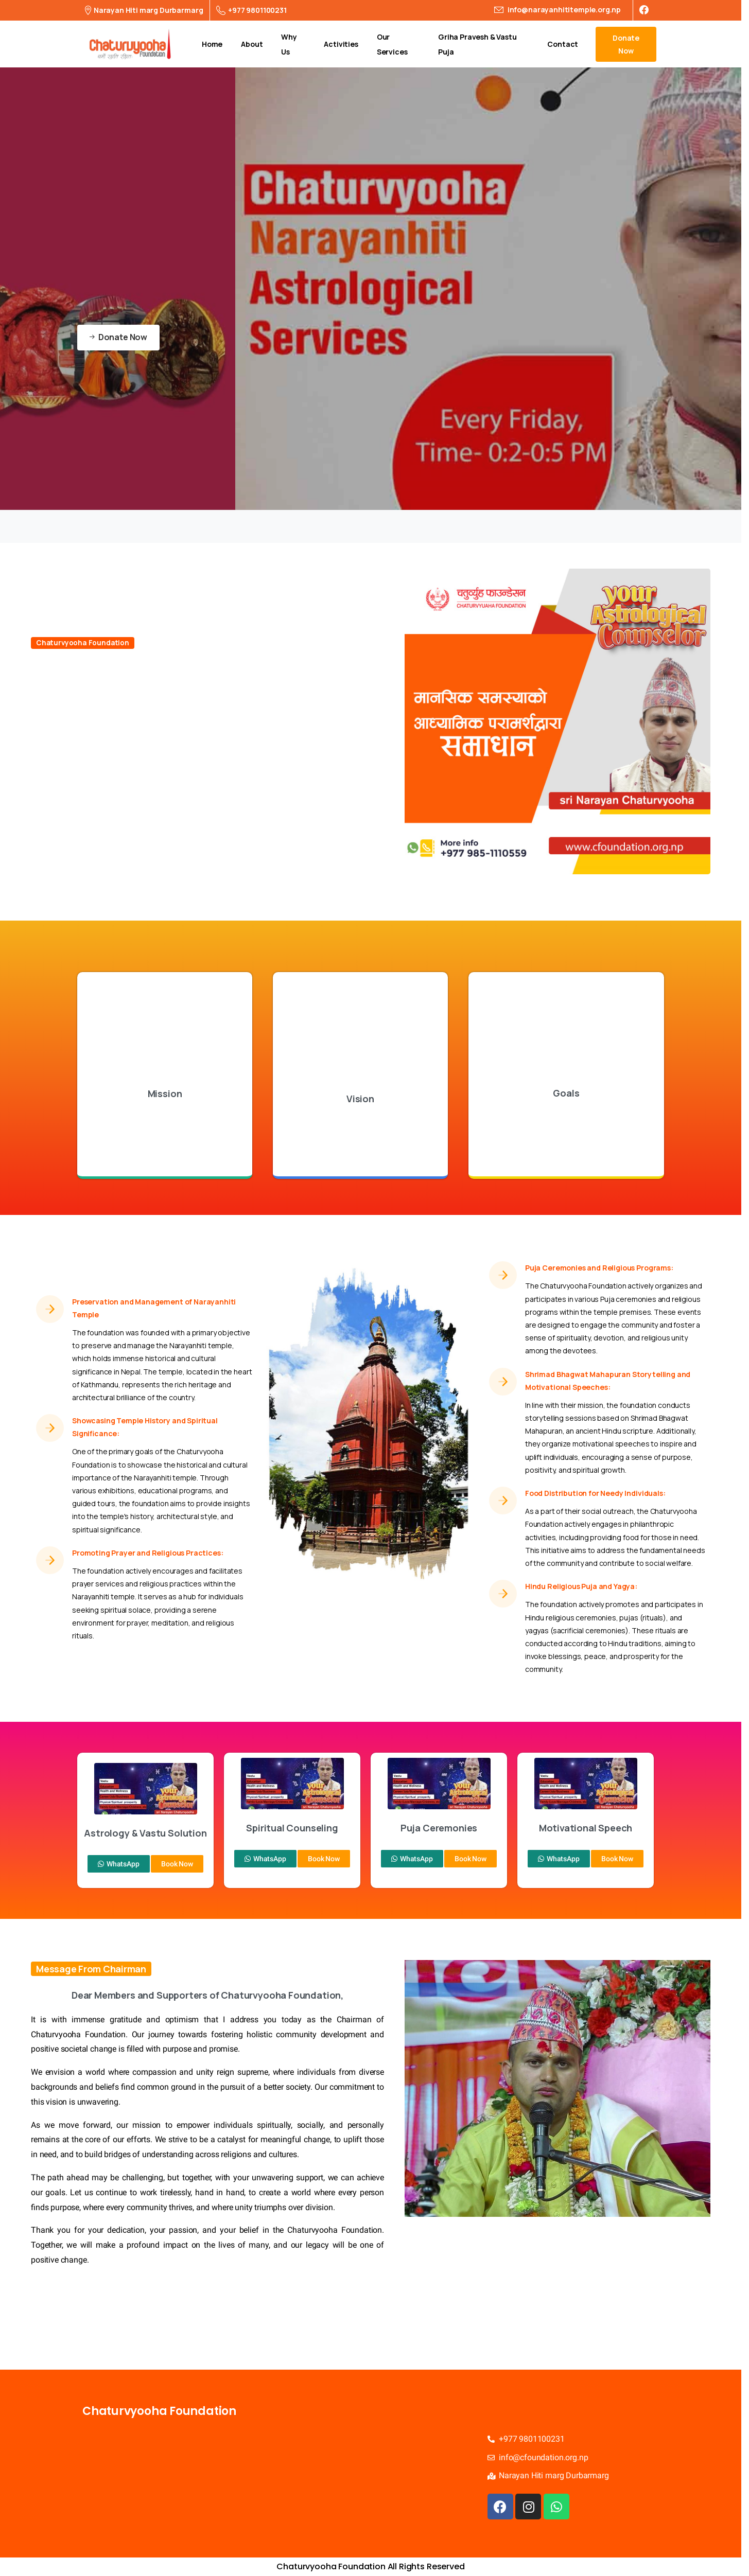 Narayan Hiti marg Durbarmarg
+977 9801100231
info@narayanhititemple.org.np
Chaturvyooha
Foundation
Home
About
Why
Us
Activities
Our
Services
Griha Pravesh & Vastu
Puja
Contact
Donate
Now
Chaturvyooha
Narayanhiti
Astrological
Services
Donate Now
Every Friday,
Time- 0:2-0:5 PM
Chaturvyooha Foundation
चतुर्व्युह फाउन्डेसन
CHATURVYUAHA FOUNDATION
your
Astrological
Counselor
मानसिक समस्याको
आध्यामिक परामर्शद्वारा
समाधान
sri Narayan Chaturvyooha
More info
+977 985-1110559
www.cfoundation.org.np
Mission
Vision
Goals
Preservation and Management of Narayanhiti
Temple
The foundation was founded with a primary objective
to preserve and manage the Narayanhiti temple,
which holds immense historical and cultural
significance in Nepal. The temple, located in the heart
of Kathmandu, represents the rich heritage and
architectural brilliance of the country.
Showcasing Temple History and Spiritual
Significance:
One of the primary goals of the Chaturvyooha
Foundation is to showcase the historical and cultural
importance of the Narayanhiti temple. Through
various exhibitions, educational programs, and
guided tours, the foundation aims to provide insights
into the temple's history, architectural style, and
spiritual significance.
Promoting Prayer and Religious Practices:
The foundation actively encourages and facilitates
prayer services and religious practices within the
Narayanhiti temple. It serves as a hub for individuals
seeking spiritual solace, providing a serene
environment for prayer, meditation, and religious
rituals.
Puja Ceremonies and Religious Programs:
The Chaturvyooha Foundation actively organizes and
participates in various Puja ceremonies and religious
programs within the temple premises. These events
are designed to engage the community and foster a
sense of spirituality, devotion, and religious unity
among the devotees.
Shrimad Bhagwat Mahapuran Storytelling and
Motivational Speeches:
In line with their mission, the foundation conducts
storytelling sessions based on Shrimad Bhagwat
Mahapuran, an ancient Hindu scripture. Additionally,
they organize motivational speeches to inspire and
uplift individuals, encouraging a sense of purpose,
positivity, and spiritual growth.
Food Distribution for Needy Individuals:
As a part of their social outreach, the Chaturvyooha
Foundation actively engages in philanthropic
activities, including providing food for those in need.
This initiative aims to address the fundamental needs
of the community and contribute to social welfare.
Hindu Religious Puja and Yagya:
The foundation actively promotes and participates in
Hindu religious ceremonies, pujas (rituals), and
yagyas (sacrificial ceremonies). These rituals are
conducted according to Hindu traditions, aiming to
invoke blessings, peace, and prosperity for the
community.
Astrology & Vastu Solution
WhatsApp
Book Now
Spiritual Counseling
WhatsApp
Book Now
Puja Ceremonies
WhatsApp
Book Now
Motivational Speech
WhatsApp
Book Now
Message From Chairman
Dear Members and Supporters of Chaturvyooha Foundation,
It is with immense gratitude and optimism that I address you today as the Chairman of
Chaturvyooha Foundation. Our journey towards fostering holistic community development and
positive societal change is filled with purpose and promise.
We envision a world where compassion and unity reign supreme, where individuals from diverse
backgrounds and beliefs find common ground in the pursuit of a better society. Our commitment to
this vision is unwavering.
As we move forward, our mission to empower individuals spiritually, socially, and personally
remains at the core of our efforts. We strive to be a catalyst for meaningful change, to uplift those
in need, and to build bridges of understanding across religions and cultures.
The path ahead may be challenging, but together, with your unwavering support, we can achieve
our goals. Let us continue to work tirelessly, hand in hand, to create a world where every person
finds purpose, where every community thrives, and where unity triumphs over division.
Thank you for your dedication, your passion, and your belief in the Chaturvyooha Foundation.
Together, we will make a profound impact on the lives of many, and our legacy will be one of
positive change.
Chaturvyooha Foundation
+977 9801100231
info@cfoundation.org.np
Narayan Hiti marg Durbarmarg
Chaturvyooha Foundation All Rights Reserved